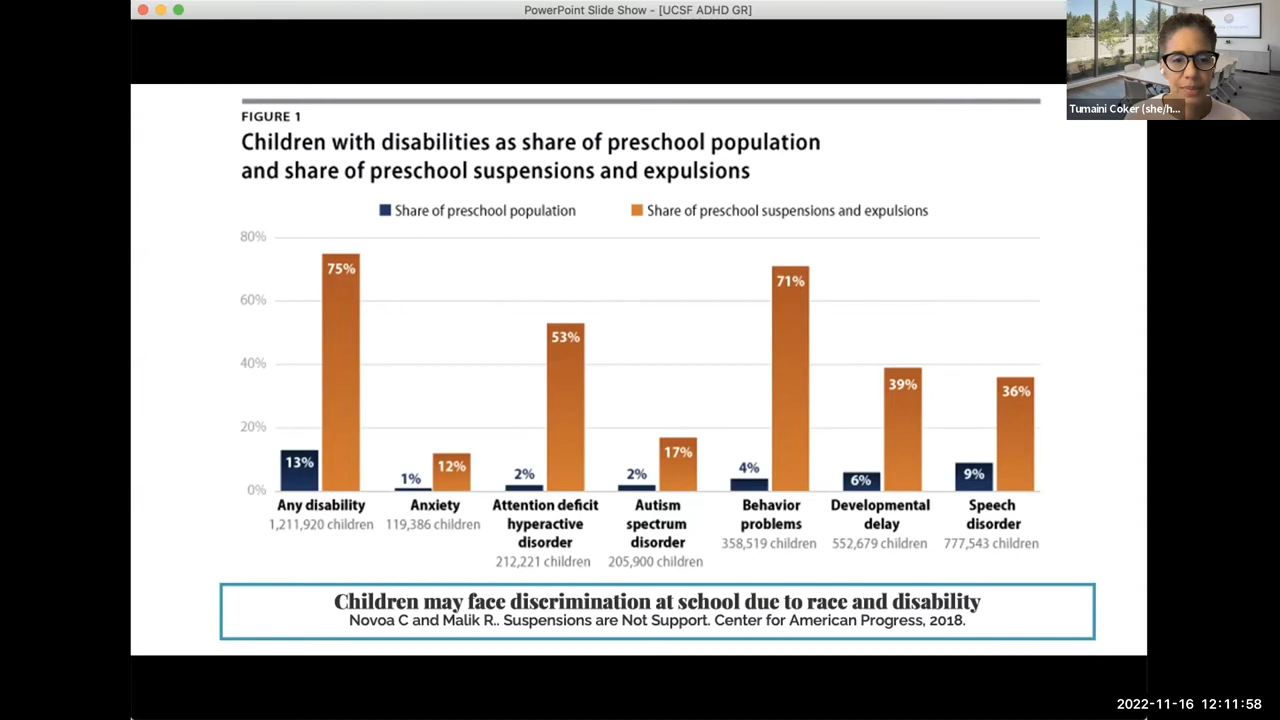 PowerPoint Slide Show - [UCSF ADHD GR]
Tumaini Coker (she/h...
FIGURE 1
Children with disabilities as share of preschool population
and share of preschool suspensions and expulsions
Share of preschool population
Share of preschool suspensions and expulsions
80%
60%
40%
20%
0%
75%
13%
1%
12%
53%
2%
2%
17%
71%
4%
39%
6%
36%
9%
Any disability
1,211,920 children
Anxiety
119,386 children
Attention deficit
hyperactive
disorder
212,221 children
Autism
spectrum
disorder
205,900 children
Behavior
problems
358,519 children
Developmental
delay
552,679 children
Speech
disorder
777,543 children
Children may face discrimination at school due to race and disability
Novoa C and Malik R.. Suspensions are Not Support. Center for American Progress, 2018.
2022-11-16 12:11:58